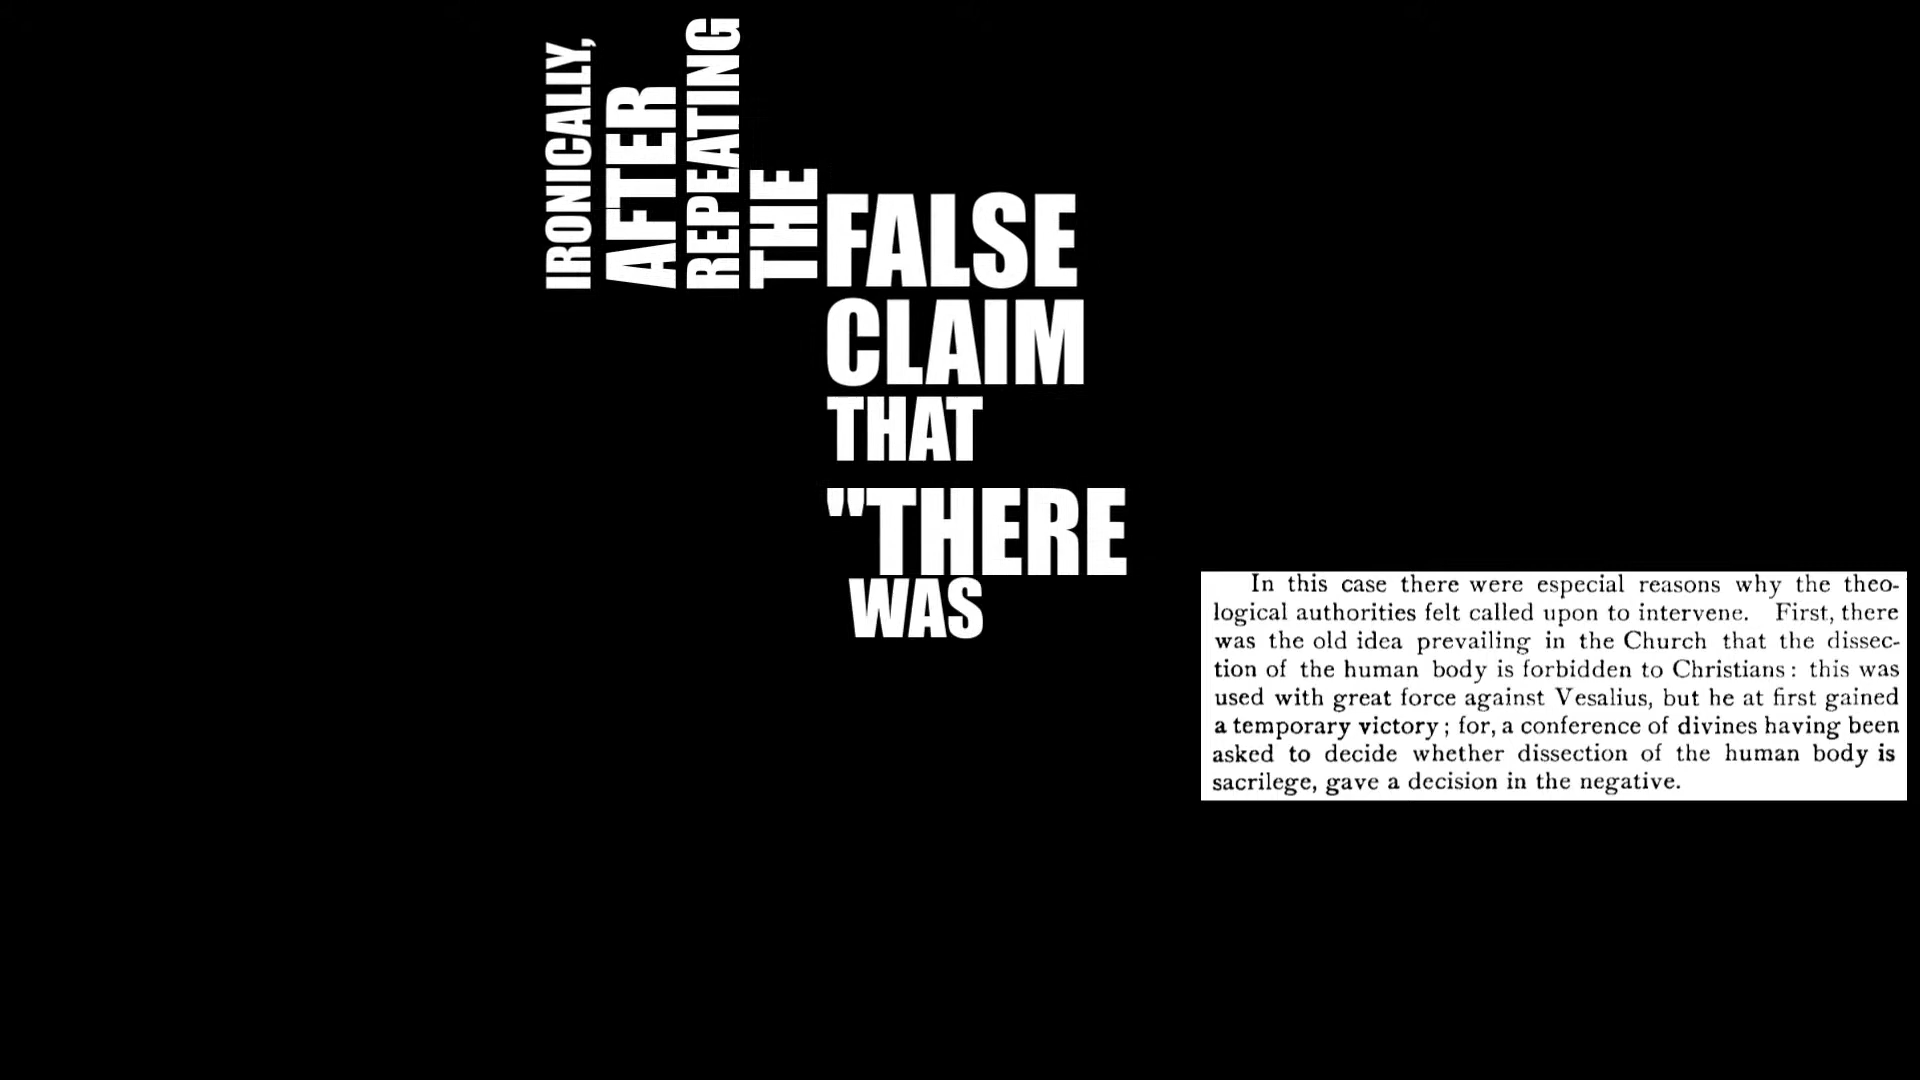 IRONICALLY,
AFTER
REPEATING
THE
FALSE
CLAIM
THAT
"THERE
WAS
In this case there were especial reasons why the theo-
logical authorities felt called upon to intervene. First, there
was the old idea prevailing in the Church that the dissec-
tion of the human body is forbidden to Christians: this was
used with great force against Vesalius, but he at first gained
a temporary victory; for, a conference of divines having been
asked to decide whether dissection of the human body is
sacrilege, gave a decision in the negative.